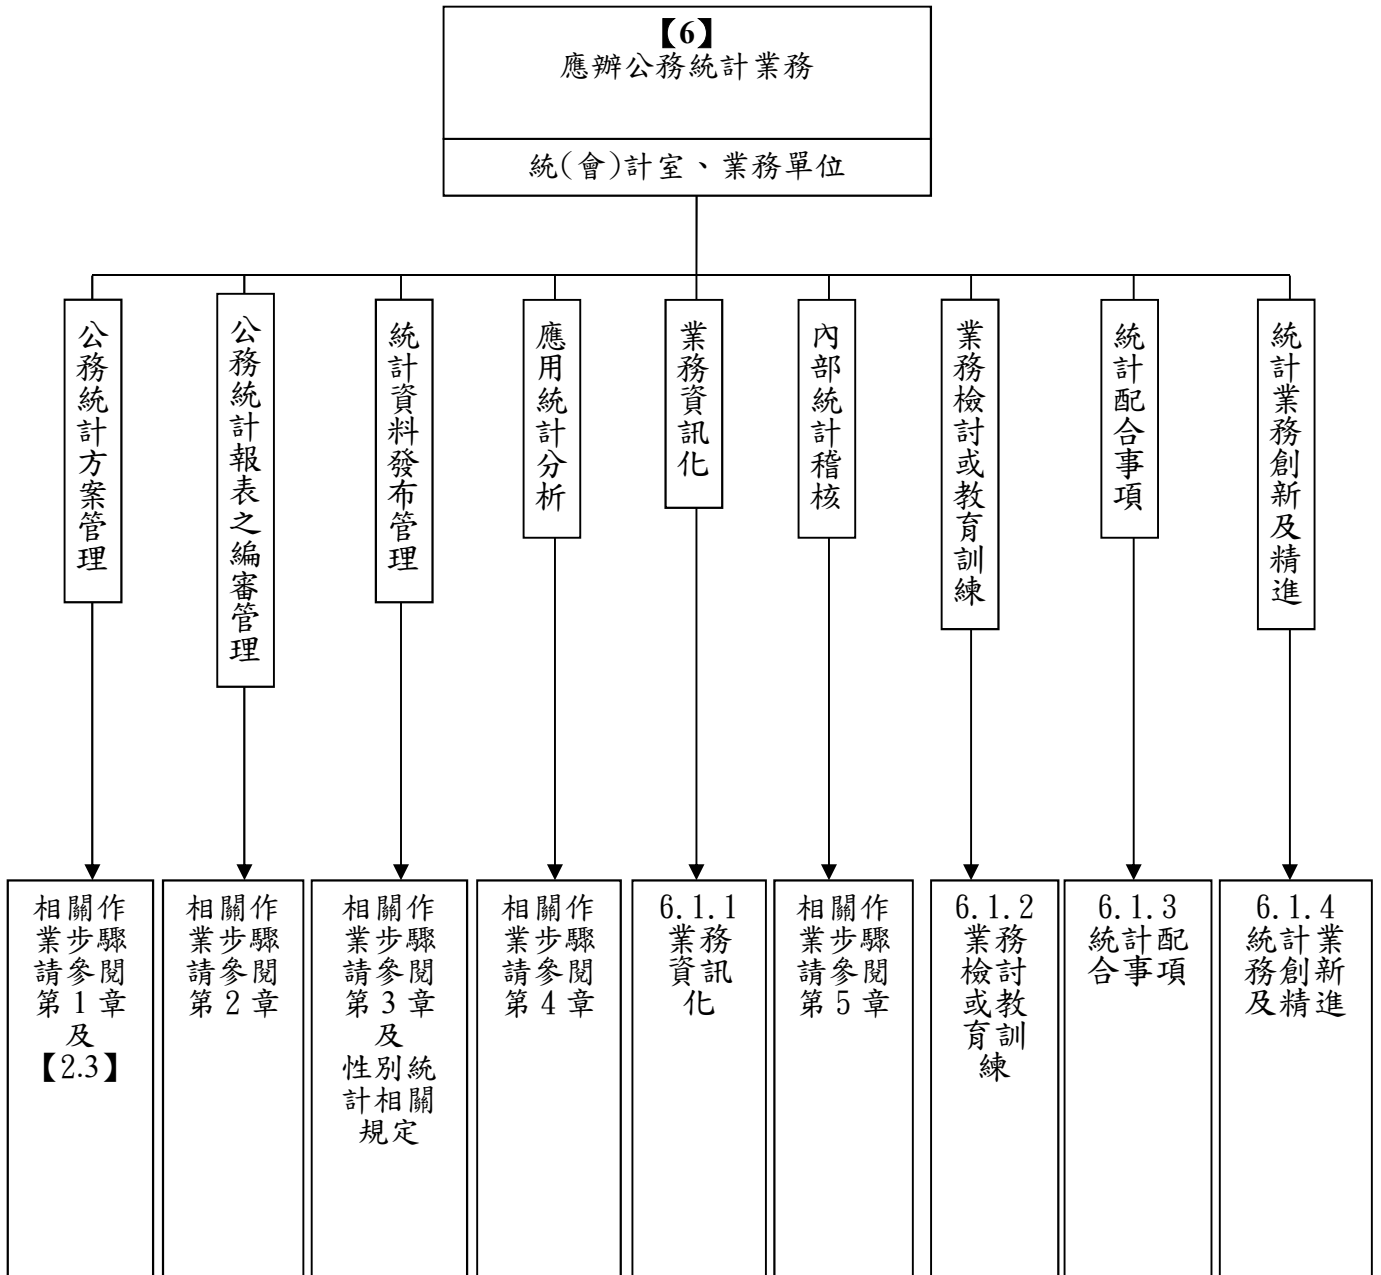 【6】
應辦公務統計業務
統(會)計室、業務單位
公務統計方案管理
公務統計報表之編審管理
統計資料發布管理
應用統計分析
業務資訊化
內部統計稽核
業務檢討或教育訓練
統計配合事項
統計業務創新及精進
相關作
業步驟
請參閱
第1章
及
【2.3】
相關作
業步驟
請參閱
第2章
相關作
業步驟
請參閱
第3章
及
性別統
計相關
規定
相關作
業步驟
請參閱
第4章
6.1.1
業務
資訊
化
相關作
業步驟
請參閱
第5章
6.1.2
業務
檢討
或教
育訓
練
6.1.3
統計配
合事項
6.1.4
統計業
務創新
及精進